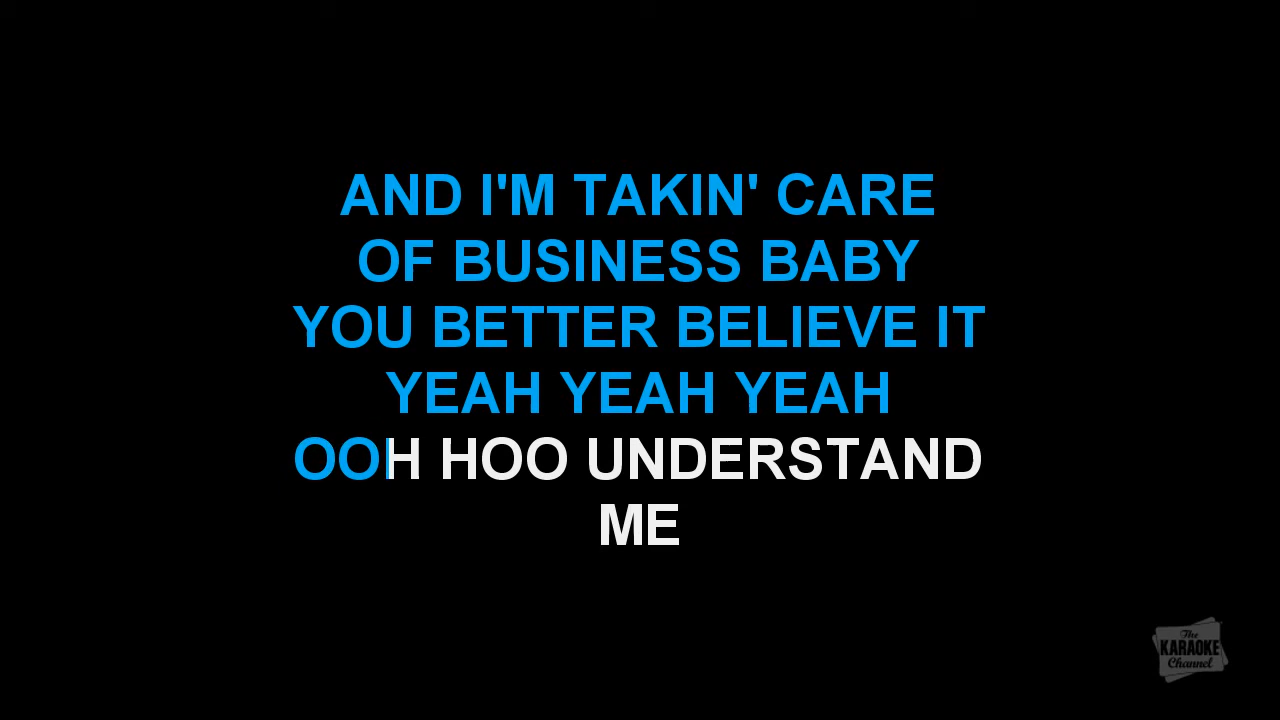 AND I'M TAKIN' CARE
OF BUSINESS BABY
YOU BETTER BELIEVE IT
YEAH YEAH YEAH
OOH HOO UNDERSTAND
ME
The
KARAOKE
Channel